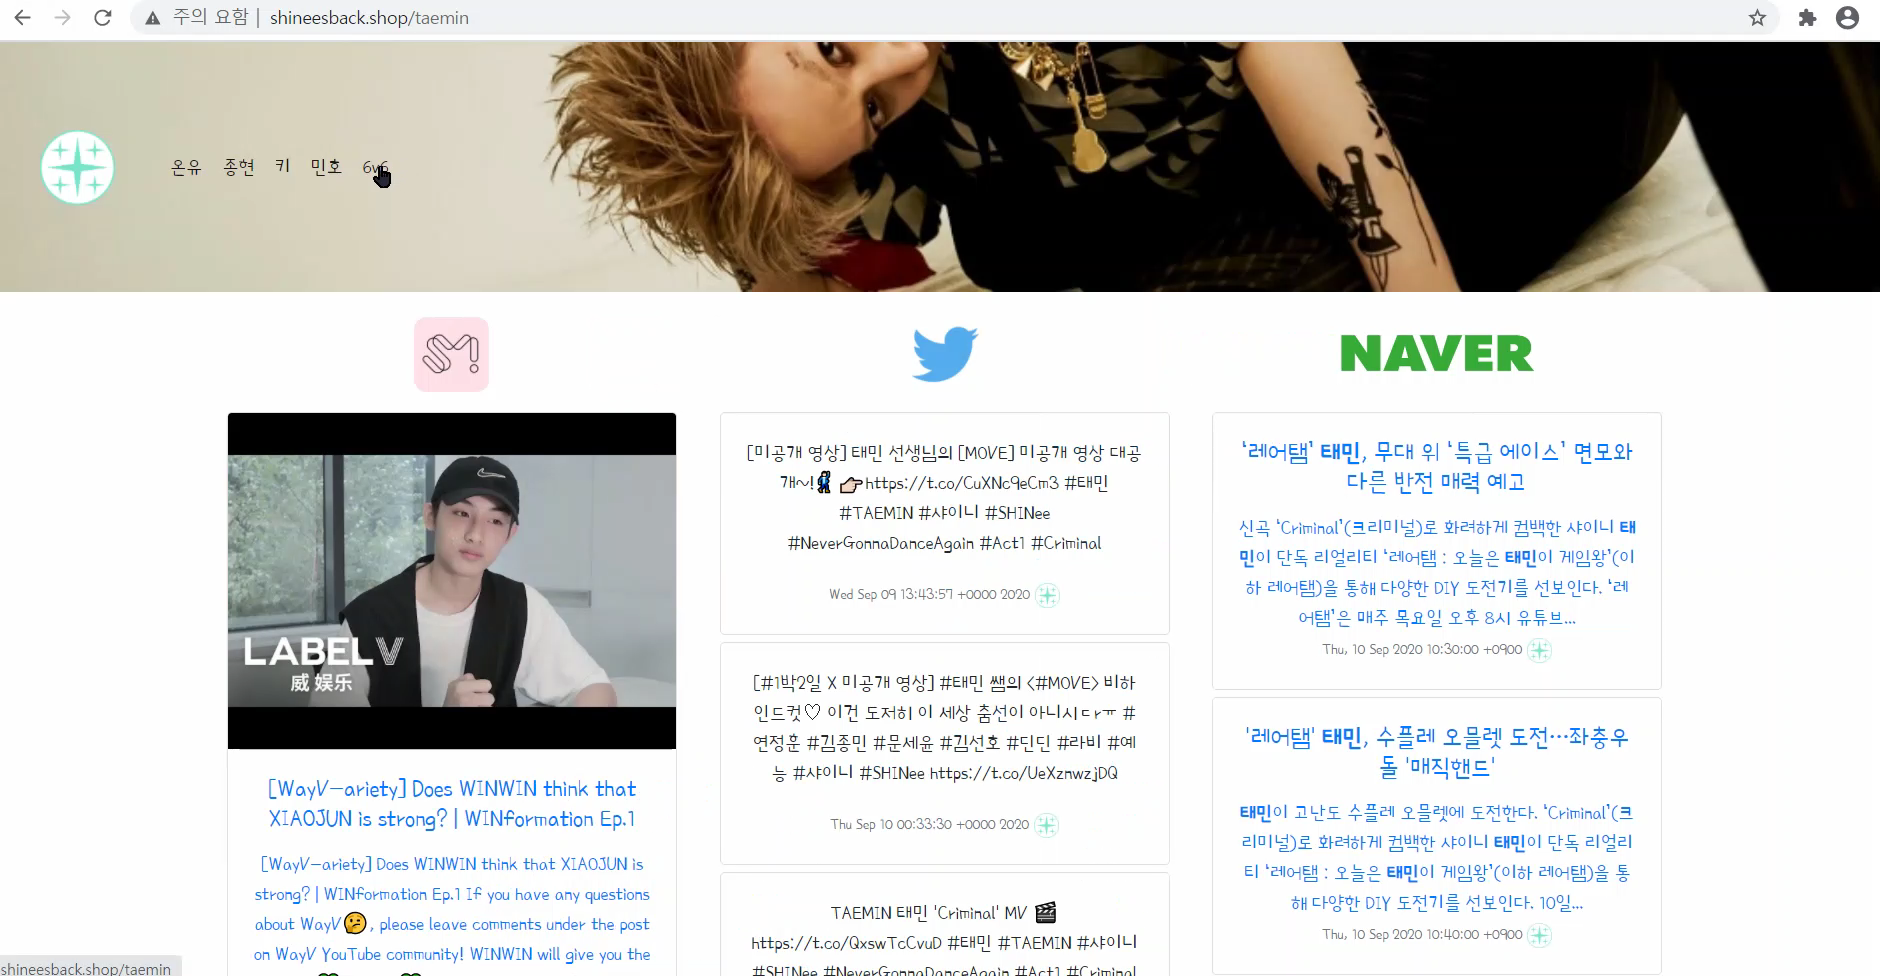 주의 요함 | shineesback.shop/taemin
온유 종현 키 민호 6v6
SM!
NAVER
LABEL V
威 娱乐
[WayV-ariety] Does WINWIN think that
XIAOJUN is strong? | WINformation Ep.1
[WayV-ariety] Does WINWIN think that XIAOJUN is
strong? | WINformation Ep.1 If you have any questions
about WayV🤔, please leave comments under the post
on WayV YouTube community! WINWIN will give you the
[미공개 영상] 태민 선생님의 [MOVE] 미공개 영상 대공
개~!🕺 👉https://t.co/CuXNc9eCm3 #태민
#TAEMIN #샤이니 #SHINee
#NeverGonnaDanceAgain #Act1 #Criminal
Wed Sep 09 13:43:57 +0000 2020
[#1박2일 X 미공개 영상] #태민 쌤의 <#MOVE> 비하
인드컷♡ 이건 도저히 이 세상 춤선이 아니시ㄷㅏㅠ #
연정훈 #김종민 #문세윤 #김선호 #딘딘 #라비 #예
능 #샤이니 #SHINee https://t.co/UeXznwzjDQ
Thu Sep 10 00:33:30 +0000 2020
TAEMIN 태민 'Criminal' MV 🎬
https://t.co/QxswTcCvuD #태민 #TAEMIN #샤이니
#SHINee #NeverGonnaDanceAgain #Act1 #Criminal
‘레어탬’ 태민, 무대 위 ‘특급 에이스’ 면모와
다른 반전 매력 예고
신곡 ‘Criminal’(크리미널)로 화려하게 컴백한 샤이니 태
민이 단독 리얼리티 ‘레어탬 : 오늘은 태민이 게임왕’(이
하 레어탬)을 통해 다양한 DIY 도전기를 선보인다. ‘레
어탬’은 매주 목요일 오후 8시 유튜브...
Thu, 10 Sep 2020 10:30:00 +0900
'레어탬' 태민, 수플레 오믈렛 도전…좌충우
돌 '매직핸드'
태민이 고난도 수플레 오믈렛에 도전한다. ‘Criminal’(크
리미널)로 화려하게 컴백한 샤이니 태민이 단독 리얼리
티 ‘레어탬 : 오늘은 태민이 게임왕’(이하 레어탬)을 통
해 다양한 DIY 도전기를 선보인다. 10일...
Thu, 10 Sep 2020 10:40:00 +0900
shineesback.shop/taemin